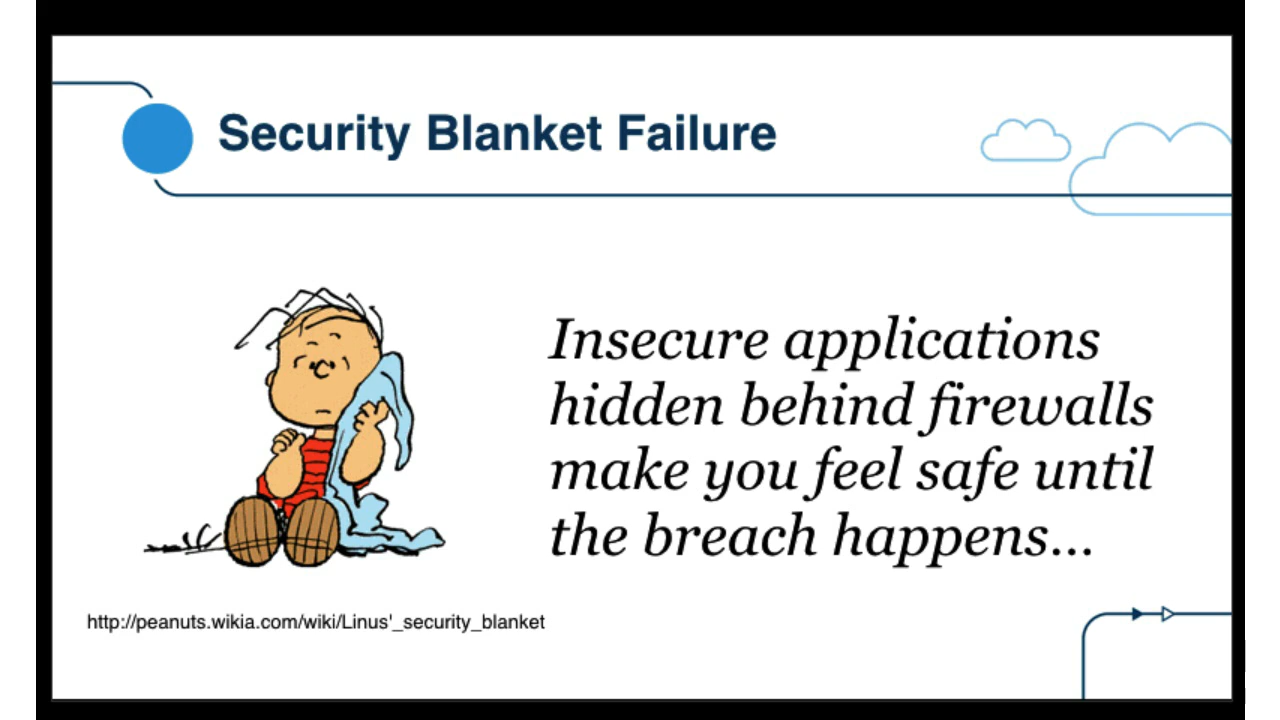 Security Blanket Failure
Insecure applications
hidden behind firewalls
make you feel safe until
the breach happens...
http://peanuts.wikia.com/wiki/Linus'_security_blanket